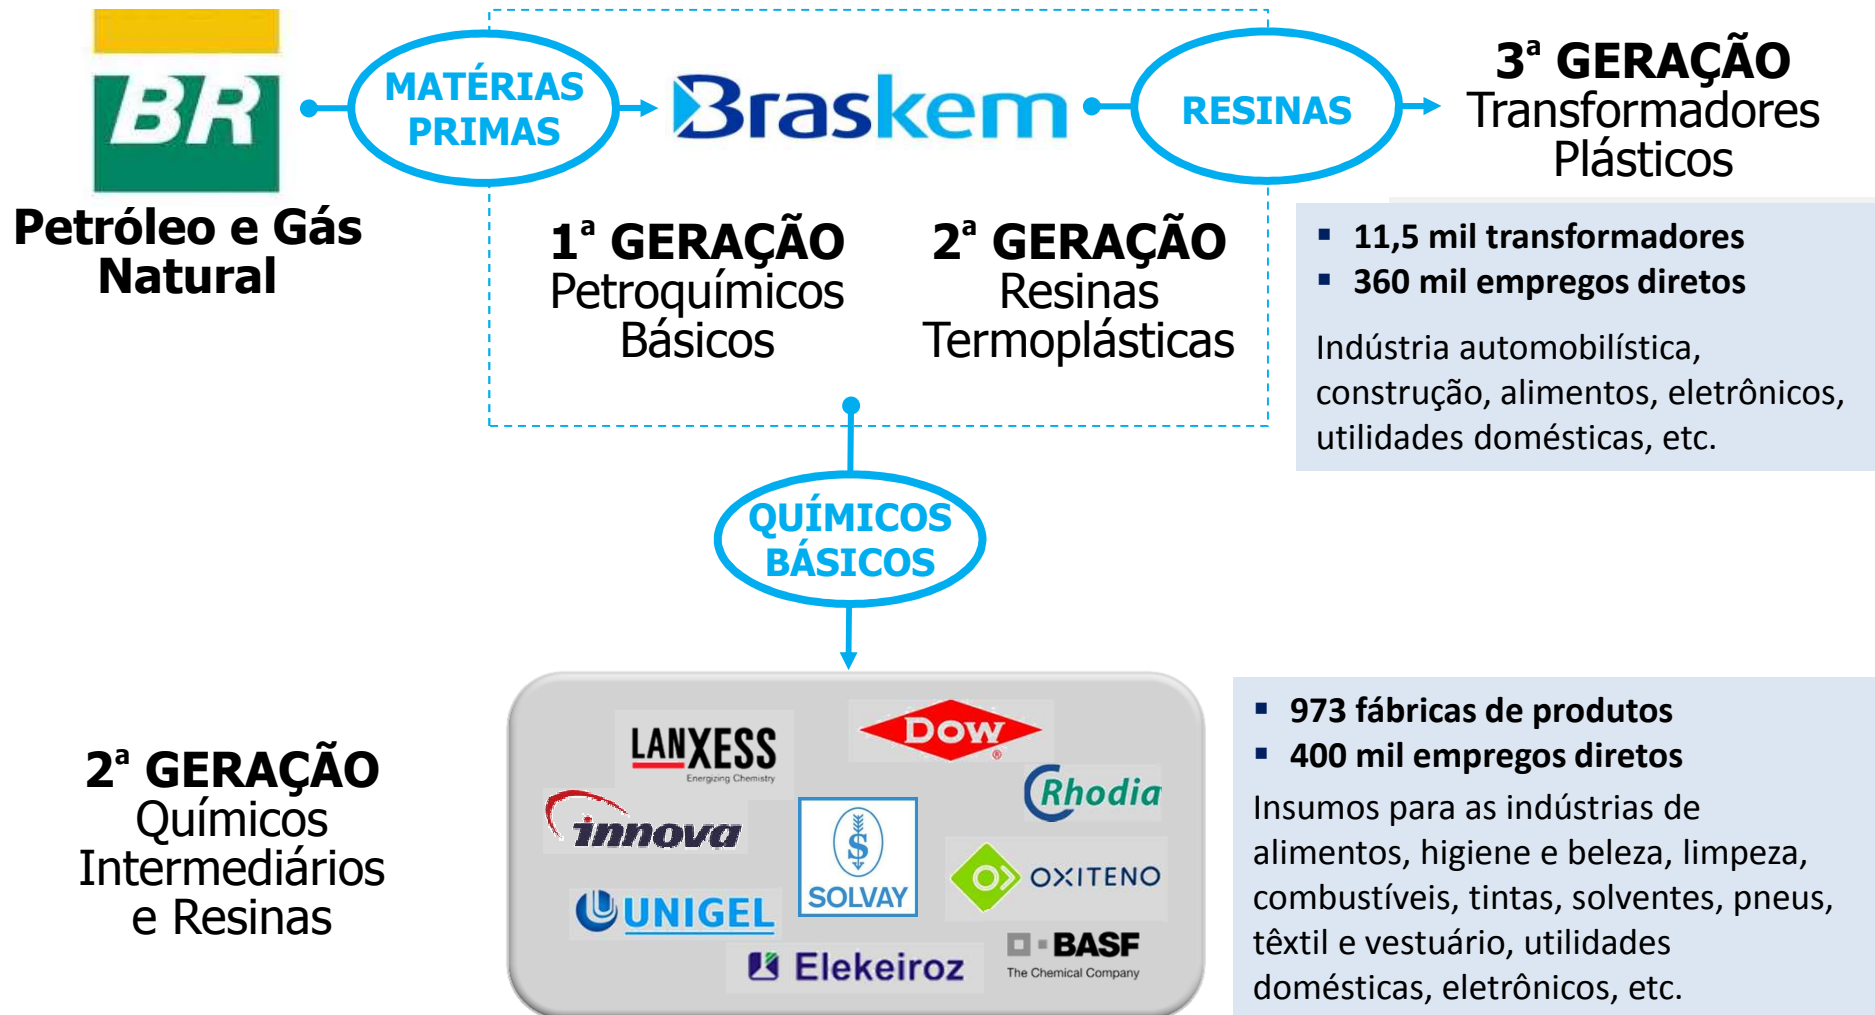 BR
Petróleo e Gás
Natural
MATÉRIAS
PRIMAS
Braskem
RESINAS
3ª GERAÇÃO
Transformadores
Plásticos
1ª GERAÇÃO
Petroquímicos
Básicos
2ª GERAÇÃO
Resinas
Termoplásticas
▪ 11,5 mil transformadores
▪ 360 mil empregos diretos
Indústria automobilística,
construção, alimentos, eletrônicos,
utilidades domésticas, etc.
QUÍMICOS
BÁSICOS
2ª GERAÇÃO
Químicos
Intermediários
e Resinas
LANXESS
Energizing Chemistry
DOW
®
Rhodia
innova
S
SOLVAY
OXITENO
UNIGEL
Elekeiroz
BASF
The Chemical Company
▪ 973 fábricas de produtos
▪ 400 mil empregos diretos
Insumos para as indústrias de
alimentos, higiene e beleza, limpeza,
combustíveis, tintas, solventes, pneus,
têxtil e vestuário, utilidades
domésticas, eletrônicos, etc.